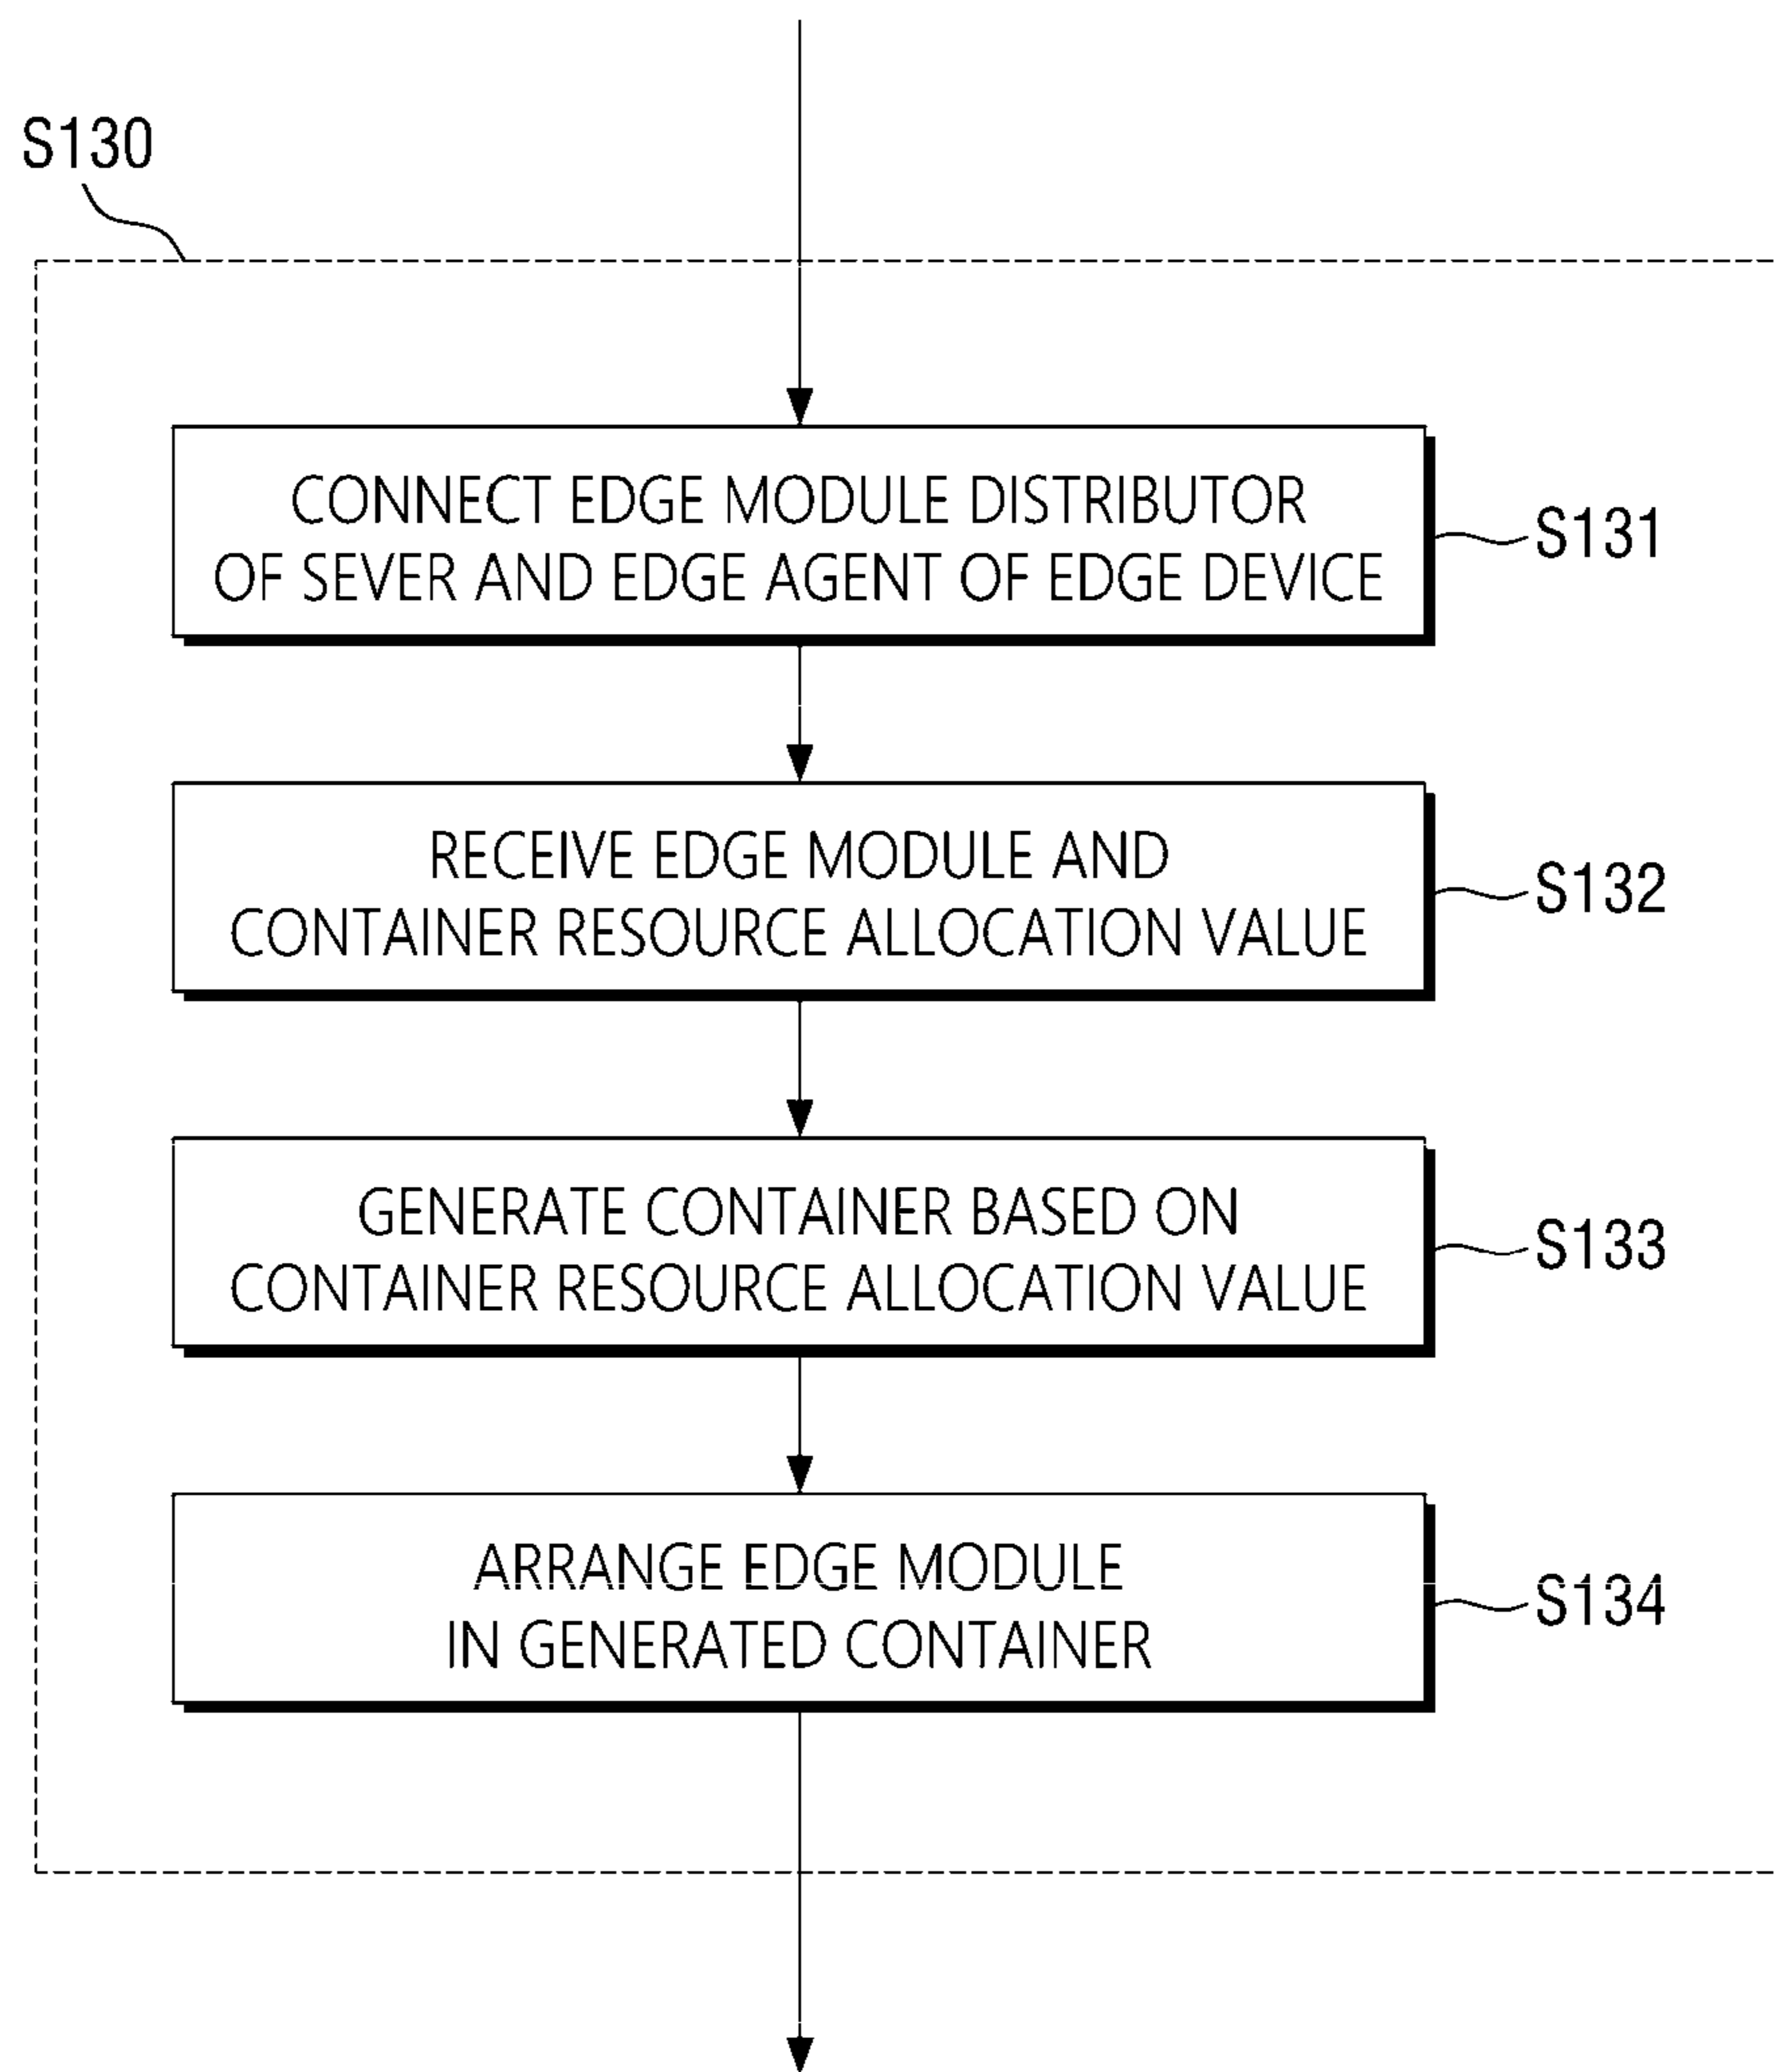 S130
CONNECT EDGE MODULE DISTRIBUTOR
OF SEVER AND EDGE AGENT OF EDGE DEVICE
S131
RECEIVE EDGE MODULE AND
CONTAINER RESOURCE ALLOCATION VALUE
S132
GENERATE CONTAINER BASED ON
CONTAINER RESOURCE ALLOCATION VALUE
S133
ARRANGE EDGE MODULE
IN GENERATED CONTAINER
S134